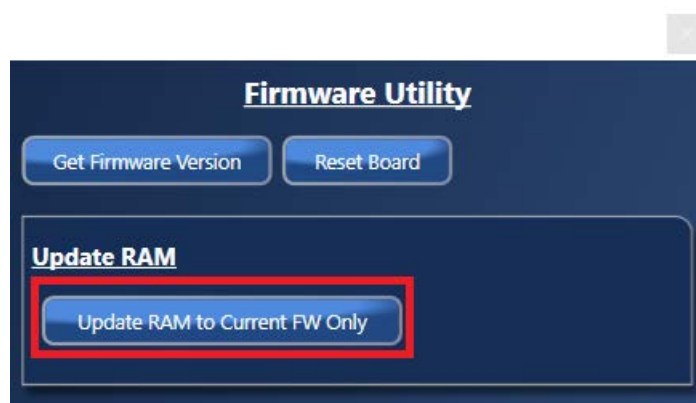 Firmware Utility
Get Firmware Version
Reset Board
Update RAM
Update RAM to Current FW Only